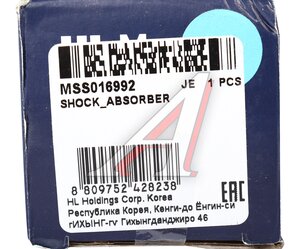 MSS016992 JE 1 PCS
SHOCK_ABSORBER
8 809752 428238
HL Holdings Corp. Korea EAC
Республика Корея, Кенги-до Ёнгин-си
гИХЫНГ-гу Гихынгданджиро 46